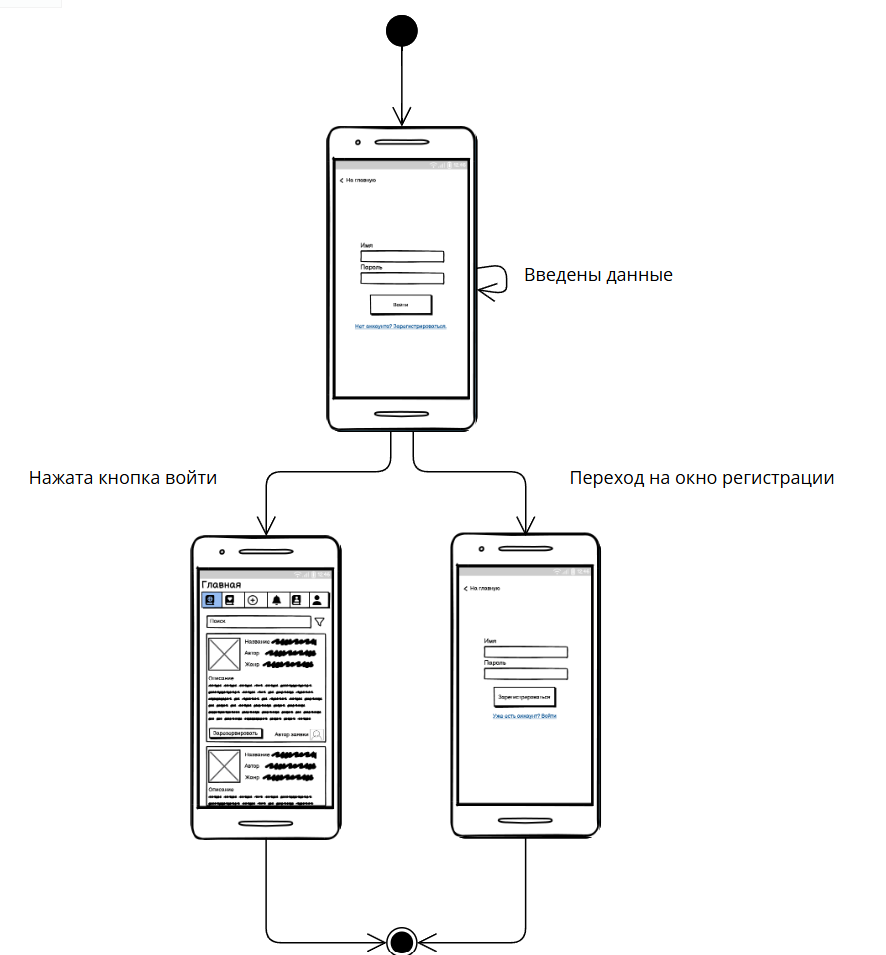 На главную
Имя
Пароль
Войти
Нет аккаунта? Зарегистрироваться.
Введены данные
Нажата кнопка войти
Переход на окно регистрации
Главная
Поиск
Название
Автор
Жанр
Описание
Зарезервировать
Автор заявки
Название
Автор
Жанр
Описание
На главную
Имя
Пароль
Зарегистрироваться
Уже есть аккаунт? Войти